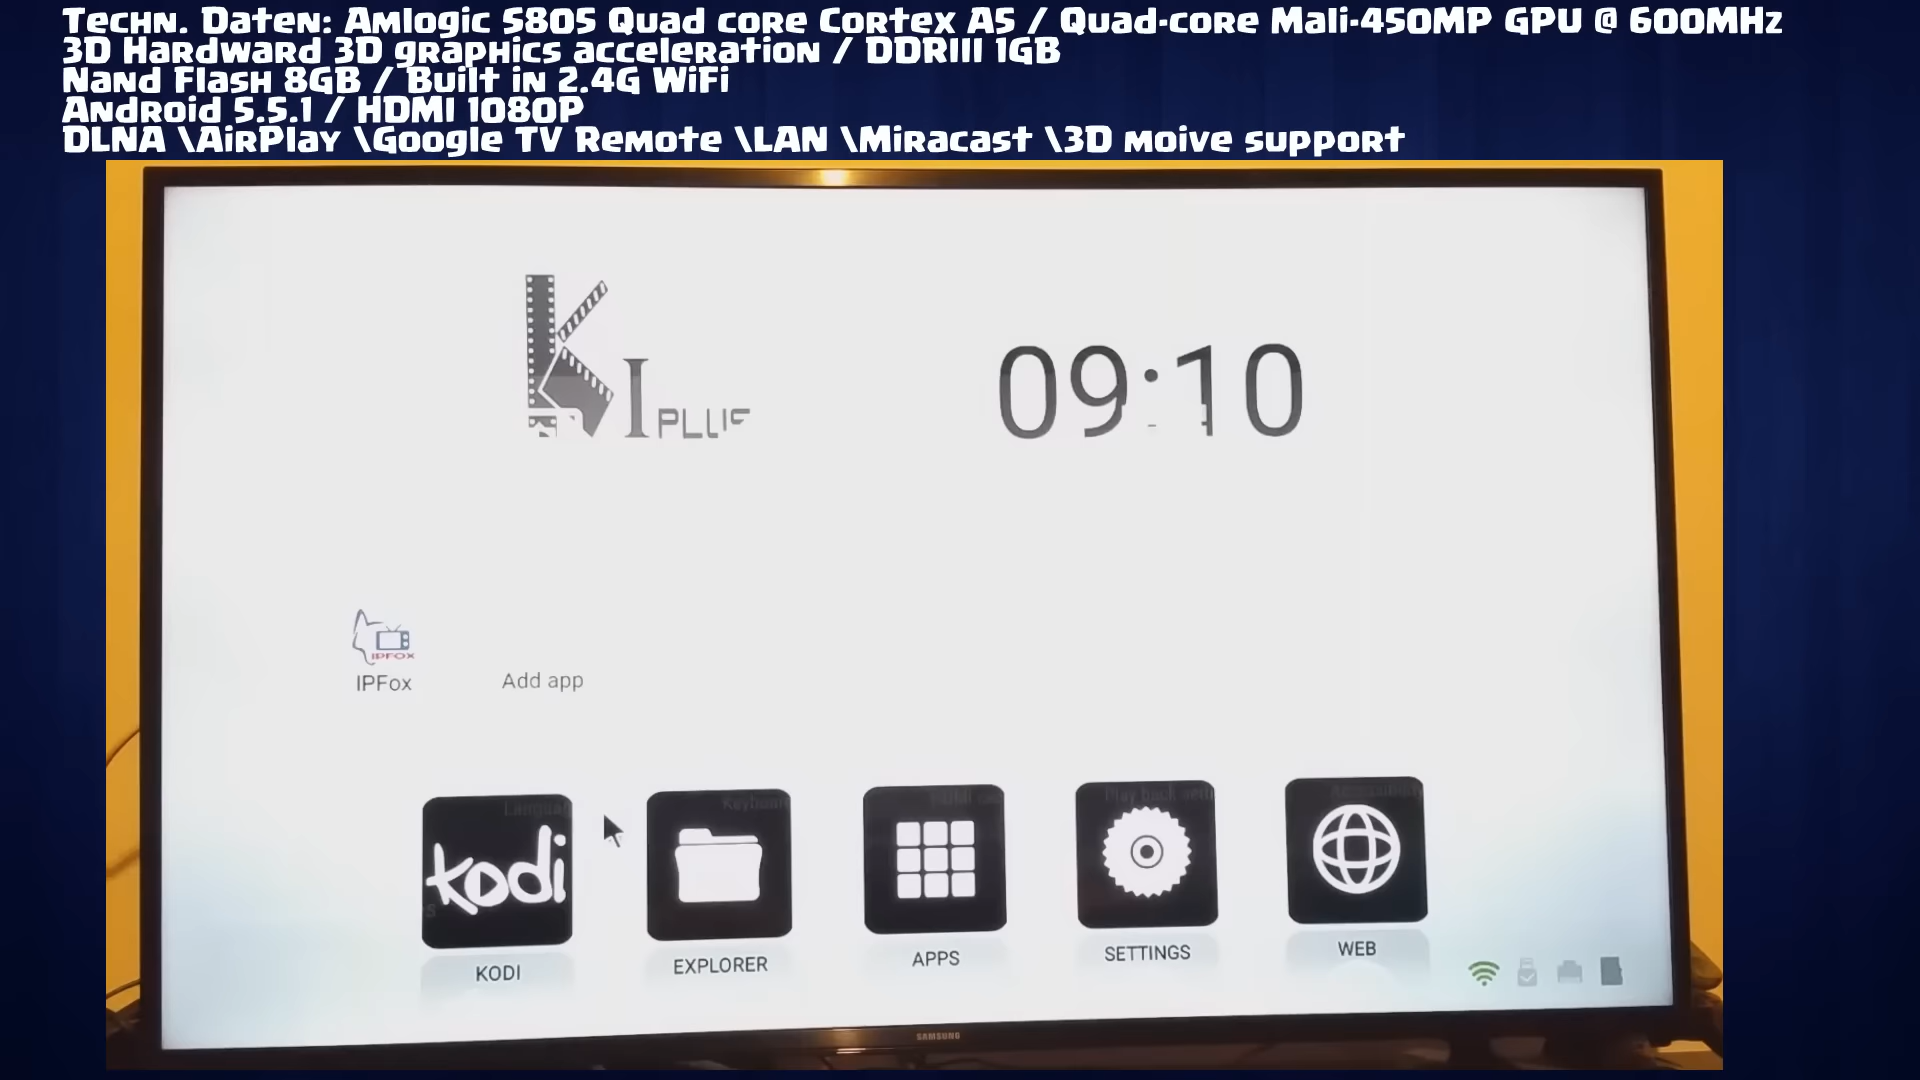 Techn. Daten: Amlogic S805 Quad core Cortex A5 / Quad-core Mali-450MP GPU @ 600MHz
3D Hardward 3D graphics acceleration / DDRIII 1GB
Nand Flash 8GB / Built in 2.4G WiFi
Android 5.5.1 / HDMI 1080P
DLNA \AirPlay \Google TV Remote \LAN \Miracast \3D moive support
KI PLUS
09:10
IPFOX
IPFox
Add app
kodi
KODI
EXPLORER
APPS
SETTINGS
WEB
SAMSUNG